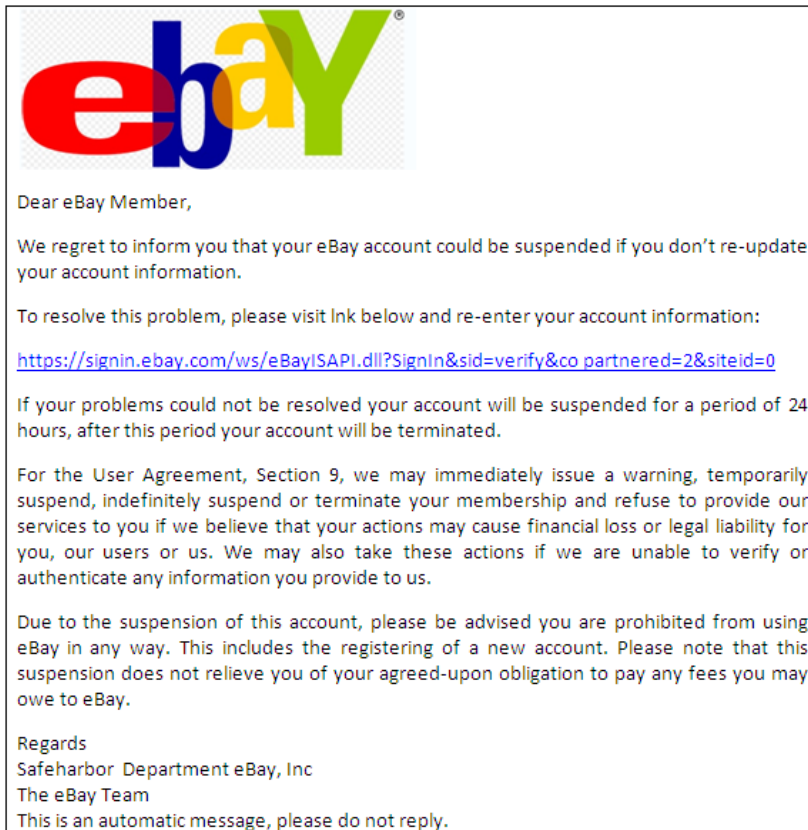 ebaY®
Dear eBay Member,
We regret to inform you that your eBay account could be suspended if you don't re-update
your account information.
To resolve this problem, please visit lnk below and re-enter your account information:
https://signin.ebay.com/ws/eBayISAPI.dll?SignIn&sid=verify&co partnered=2&siteid=0
If your problems could not be resolved your account will be suspended for a period of 24
hours, after this period your account will be terminated.
For the User Agreement, Section 9, we may immediately issue a warning, temporarily
suspend, indefinitely suspend or terminate your membership and refuse to provide our
services to you if we believe that your actions may cause financial loss or legal liability for
you, our users or us. We may also take these actions if we are unable to verify or
authenticate any information you provide to us.
Due to the suspension of this account, please be advised you are prohibited from using
eBay in any way. This includes the registering of a new account. Please note that this
suspension does not relieve you of your agreed-upon obligation to pay any fees you may
owe to eBay.
Regards
Safeharbor Department eBay, Inc
The eBay Team
This is an automatic message, please do not reply.